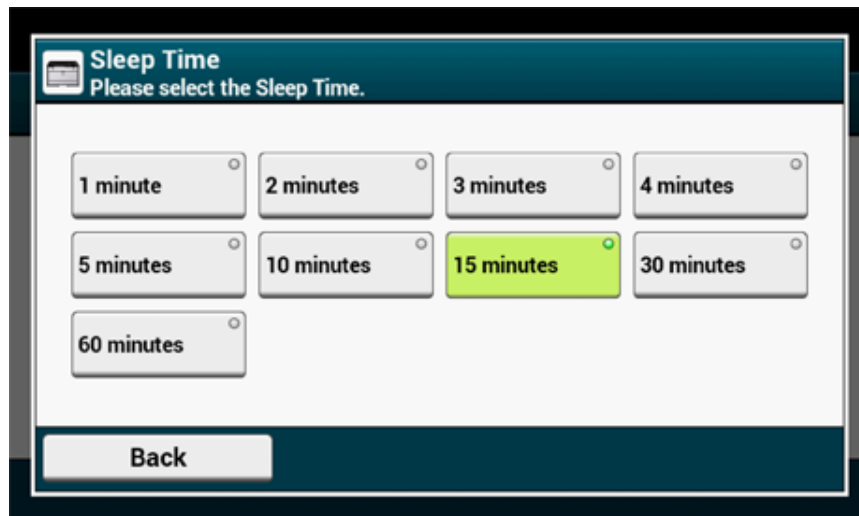 Sleep Time
Please select the Sleep Time.
1 minute
2 minutes
3 minutes
4 minutes
5 minutes
10 minutes
15 minutes
30 minutes
60 minutes
Back